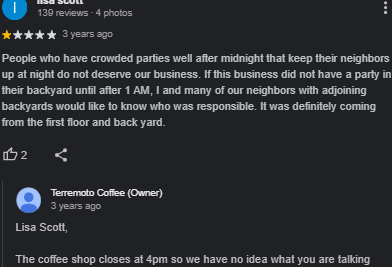 lisa scott
139 reviews · 4 photos
3 years ago
People who have crowded parties well after midnight that keep their neighbors
up at night do not deserve our business. If this business did not have a party in
their backyard until after 1 AM, I and many of our neighbors with adjoining
backyards would like to know who was responsible. It was definitely coming
from the first floor and back yard.
2
Terremoto Coffee (Owner)
3 years ago
Lisa Scott,
The coffee shop closes at 4pm so we have no idea what you are talking